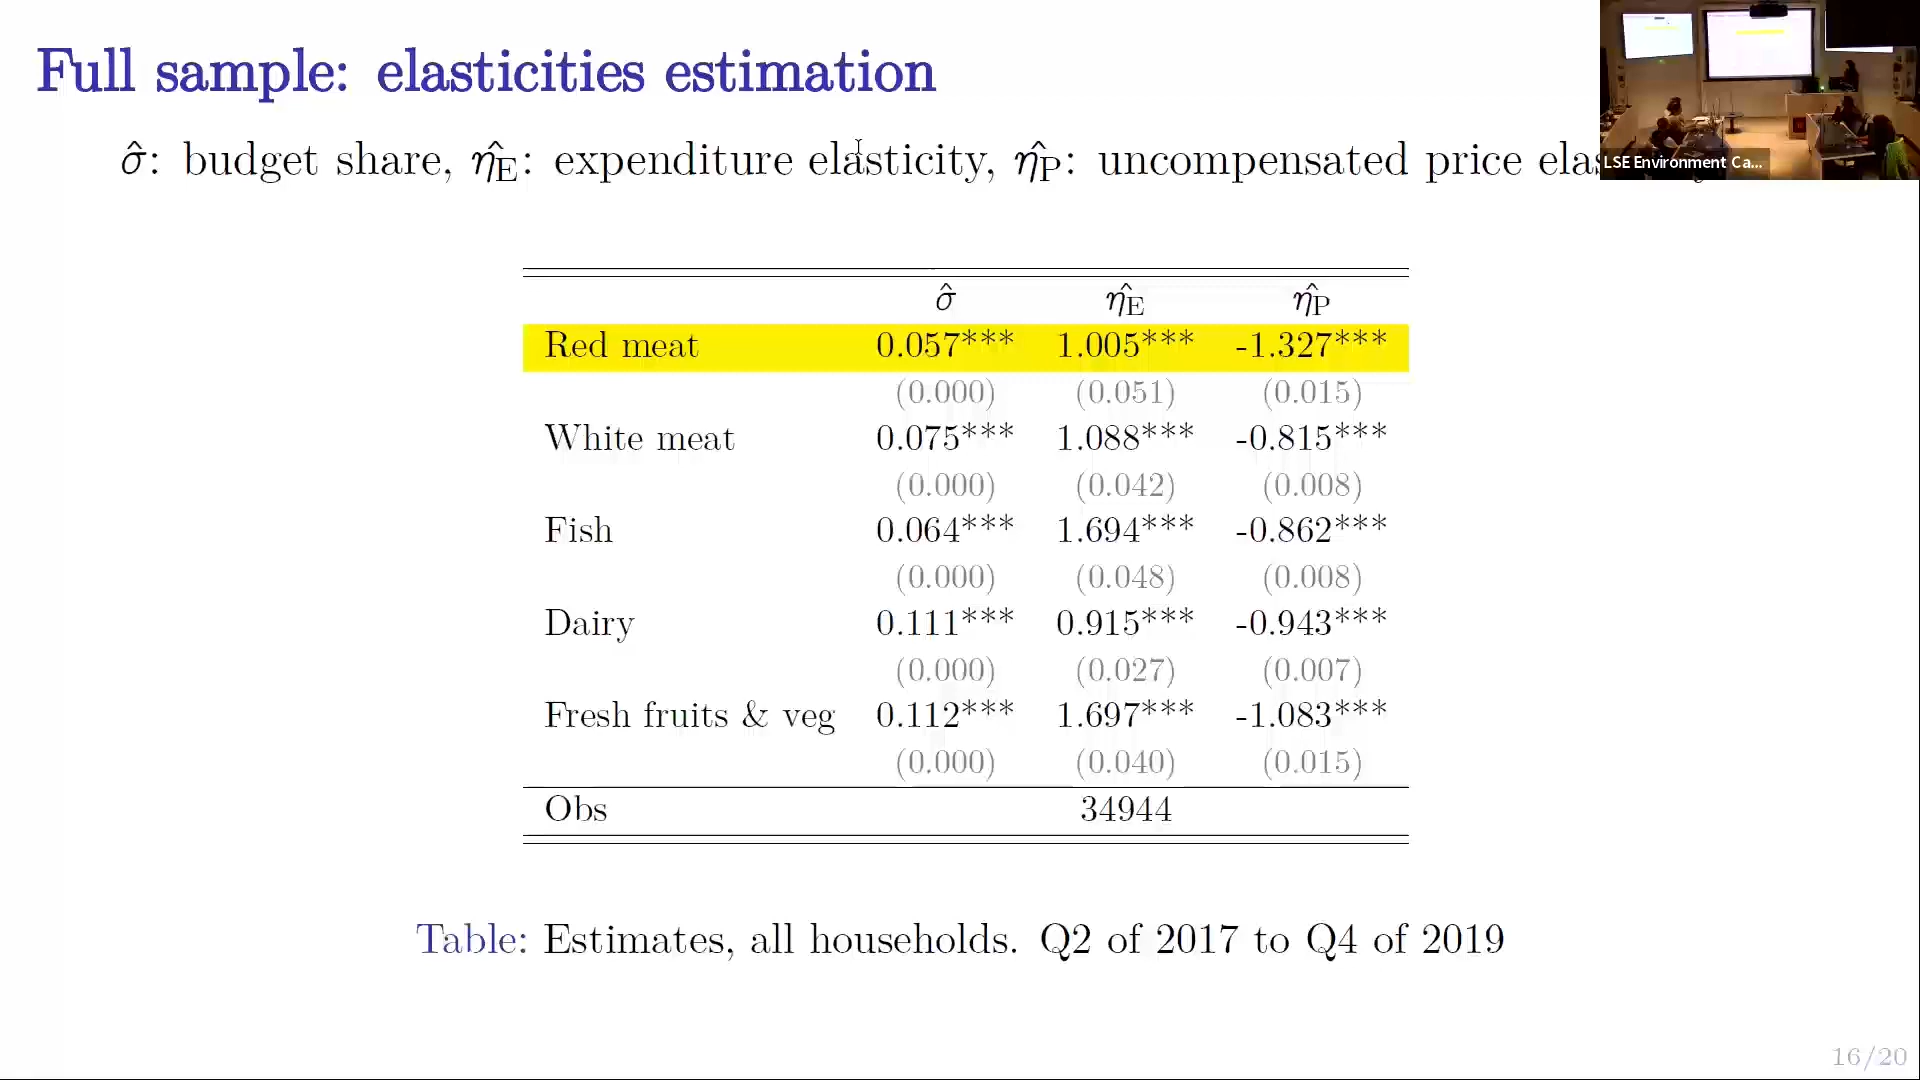 Full sample: elasticities estimation
σ̂: budget share, η̂_E: expenditure elasticity, η̂_P: uncompensated price elas
LSE Environment Ca...
σ̂ η̂_E η̂_P
Red meat 0.057*** 1.005*** -1.327***
(0.000) (0.051) (0.015)
White meat 0.075*** 1.088*** -0.815***
(0.000) (0.042) (0.008)
Fish 0.064*** 1.694*** -0.862***
(0.000) (0.048) (0.008)
Dairy 0.111*** 0.915*** -0.943***
(0.000) (0.027) (0.007)
Fresh fruits & veg 0.112*** 1.697*** -1.083***
(0.000) (0.040) (0.015)
Obs 34944
Table: Estimates, all households. Q2 of 2017 to Q4 of 2019
16/20